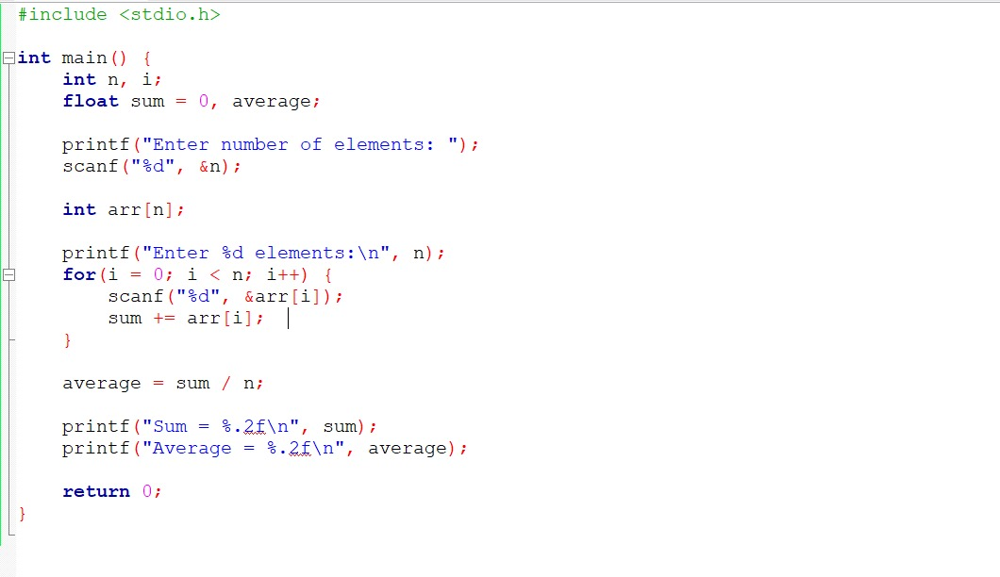 #include <stdio.h>
int main() {
    int n, i;
    float sum = 0, average;
    printf("Enter number of elements: ");
    scanf("%d", &n);
    int arr[n];
    printf("Enter %d elements:\n", n);
    for(i = 0; i < n; i++) {
        scanf("%d", &arr[i]);
        sum += arr[i];
    }
    average = sum / n;
    printf("Sum = %.2f\n", sum);
    printf("Average = %.2f\n", average);
    return 0;
}